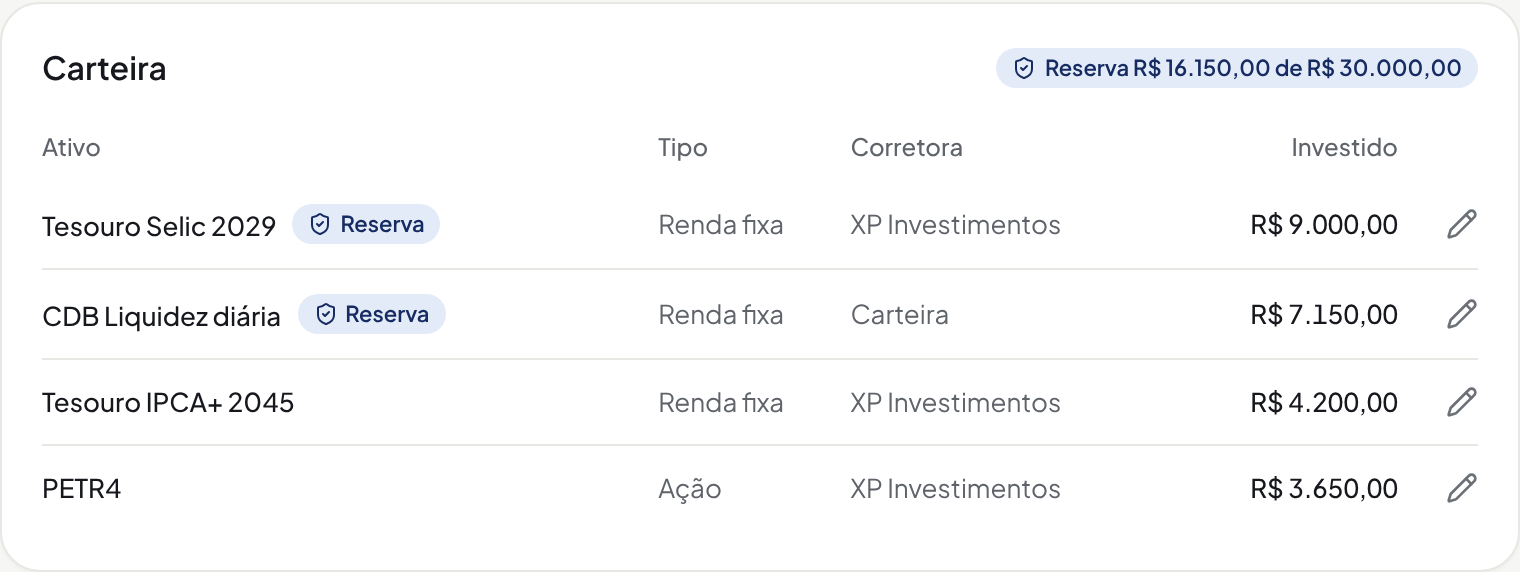 Carteira
Reserva R$ 16.150,00 de R$ 30.000,00
Ativo Tipo Corretora Investido
Tesouro Selic 2029 Reserva Renda fixa XP Investimentos R$ 9.000,00
CDB Liquidez diária Reserva Renda fixa Carteira R$ 7.150,00
Tesouro IPCA+ 2045 Renda fixa XP Investimentos R$ 4.200,00
PETR4 Ação XP Investimentos R$ 3.650,00